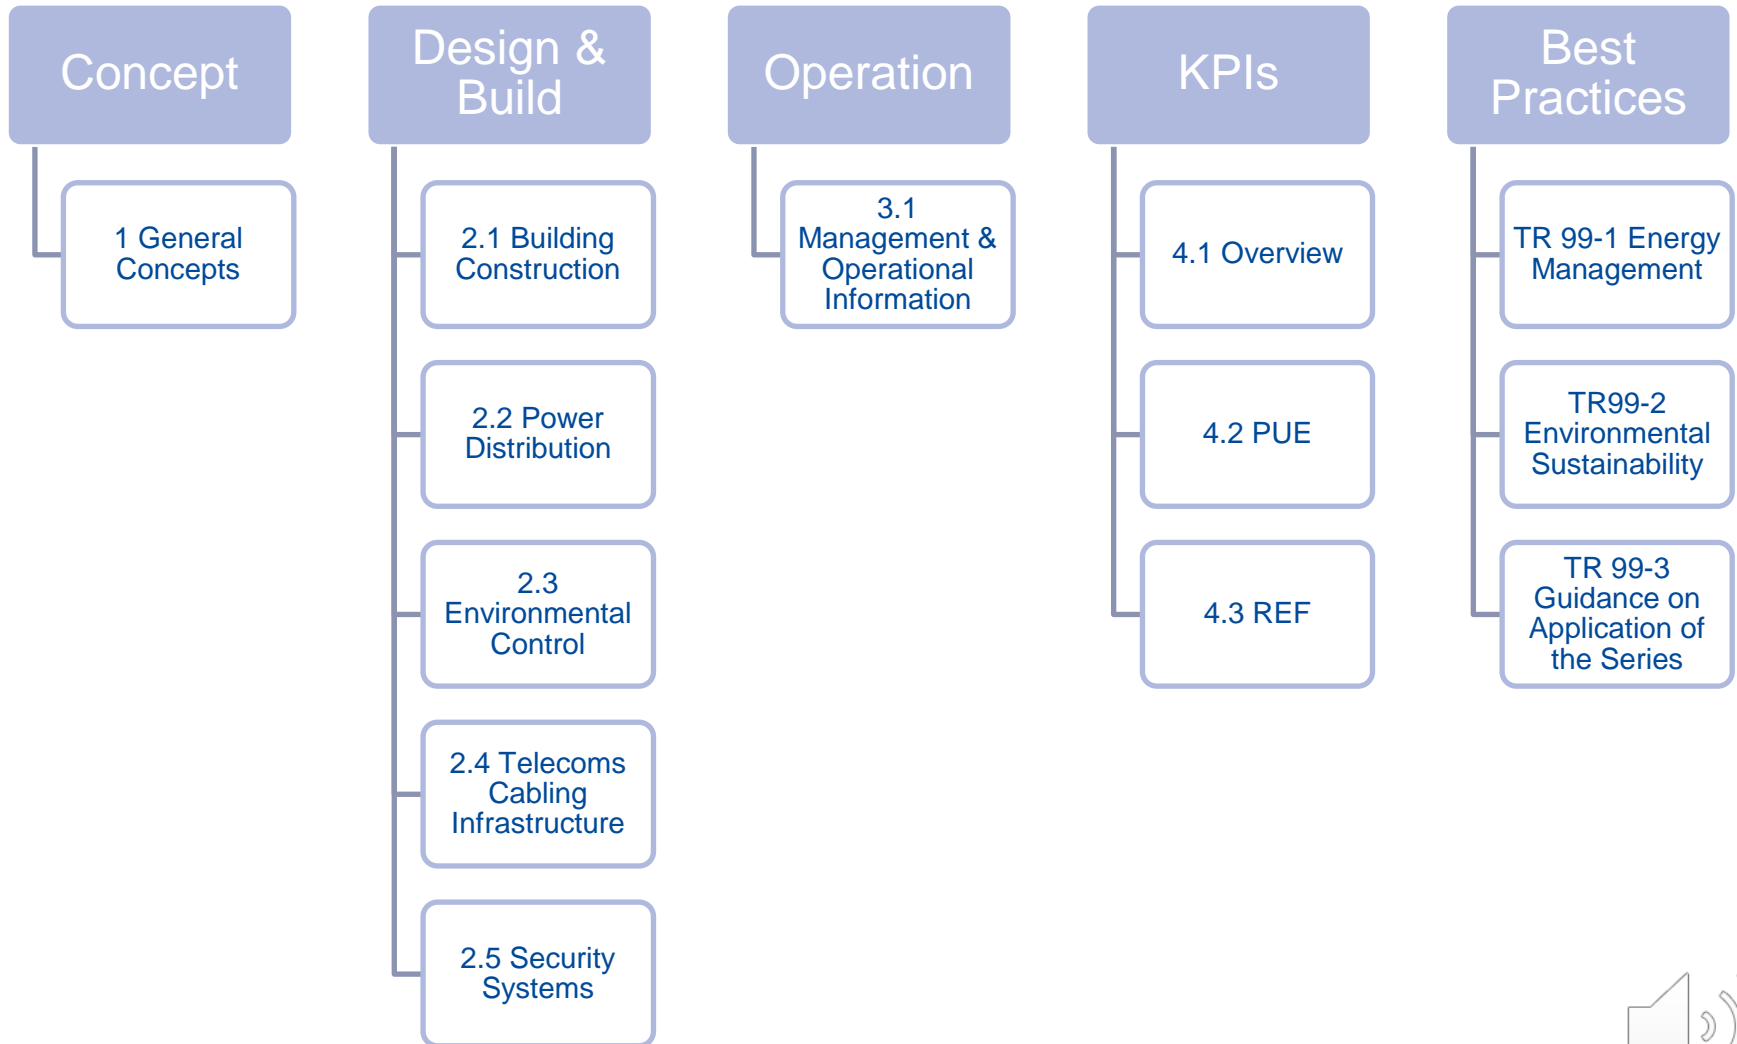 Concept
1 General
Concepts
Design &
Build
2.1 Building
Construction
2.2 Power
Distribution
2.3
Environmental
Control
2.4 Telecoms
Cabling
Infrastructure
2.5 Security
Systems
Operation
3.1
Management &
Operational
Information
KPIs
4.1 Overview
4.2 PUE
4.3 REF
Best
Practices
TR 99-1 Energy
Management
TR99-2
Environmental
Sustainability
TR 99-3
Guidance on
Application of
the Series